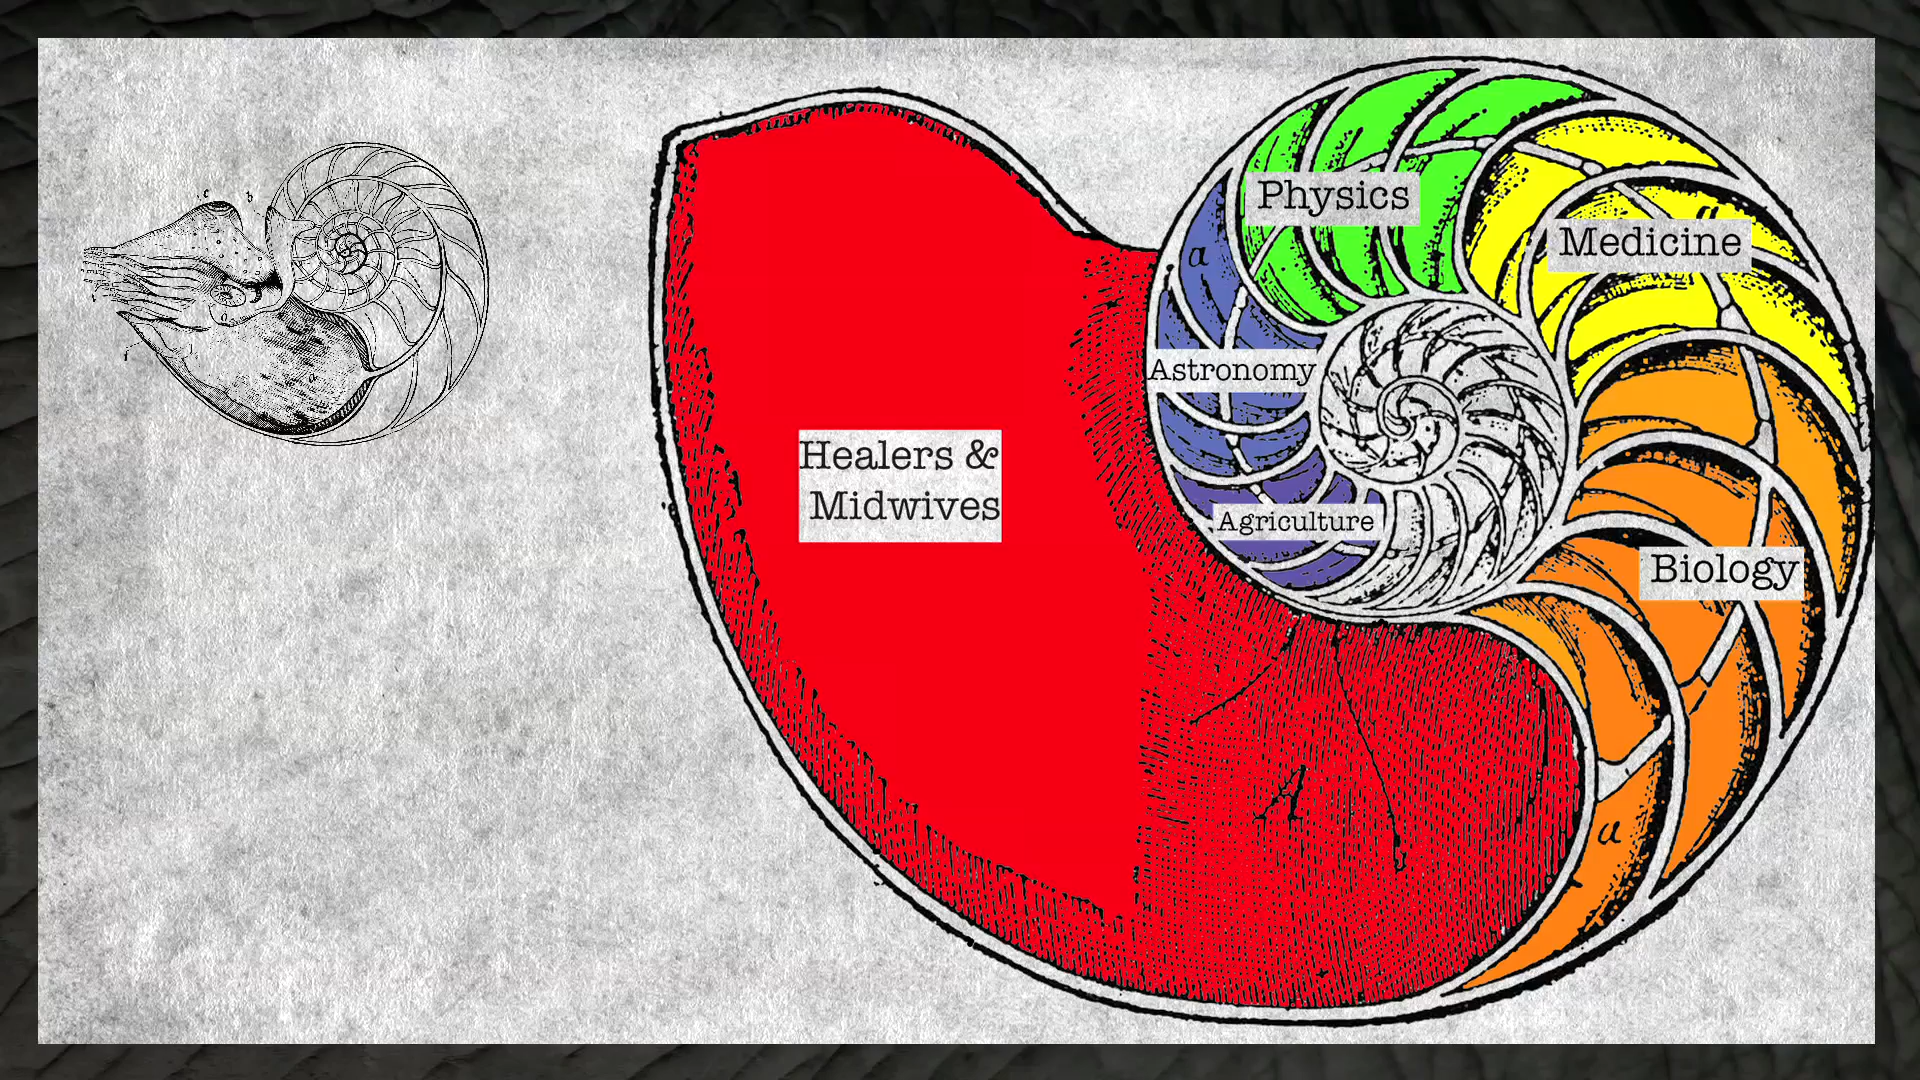 c
b
a
a
Physics
Medicine
a
a
Astronomy
Healers &
Midwives
Agriculture
Biology
a